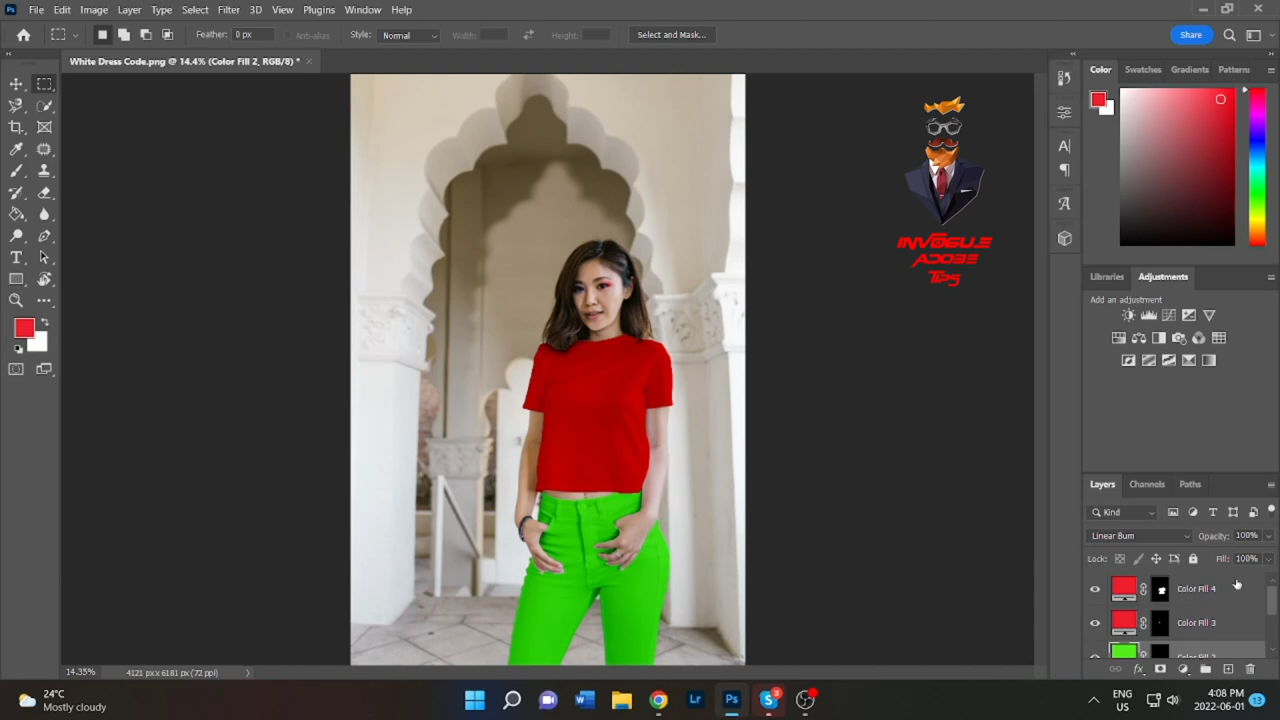 File Edit Image Layer Type Select Filter 3D View Plugins Window Help
Feather: 0 px Anti-alias Style: Normal Width: Height: Select and Mask... Share
White Dress Code.png @ 14.4% (Color Fill 2, RGB/8) *
Color Swatches Gradients Patterns
INVOGUE
ADOBE
Tips
Libraries Adjustments
Add an adjustment
Layers Channels Paths
Kind
Linear Burn Opacity: 100%
Lock: Fill: 100%
Color Fill 4
Color Fill 3
14.35% 4121 px x 6181 px (72 ppi)
24°C
Mostly cloudy
ENG
US
4:08 PM
2022-06-01
13